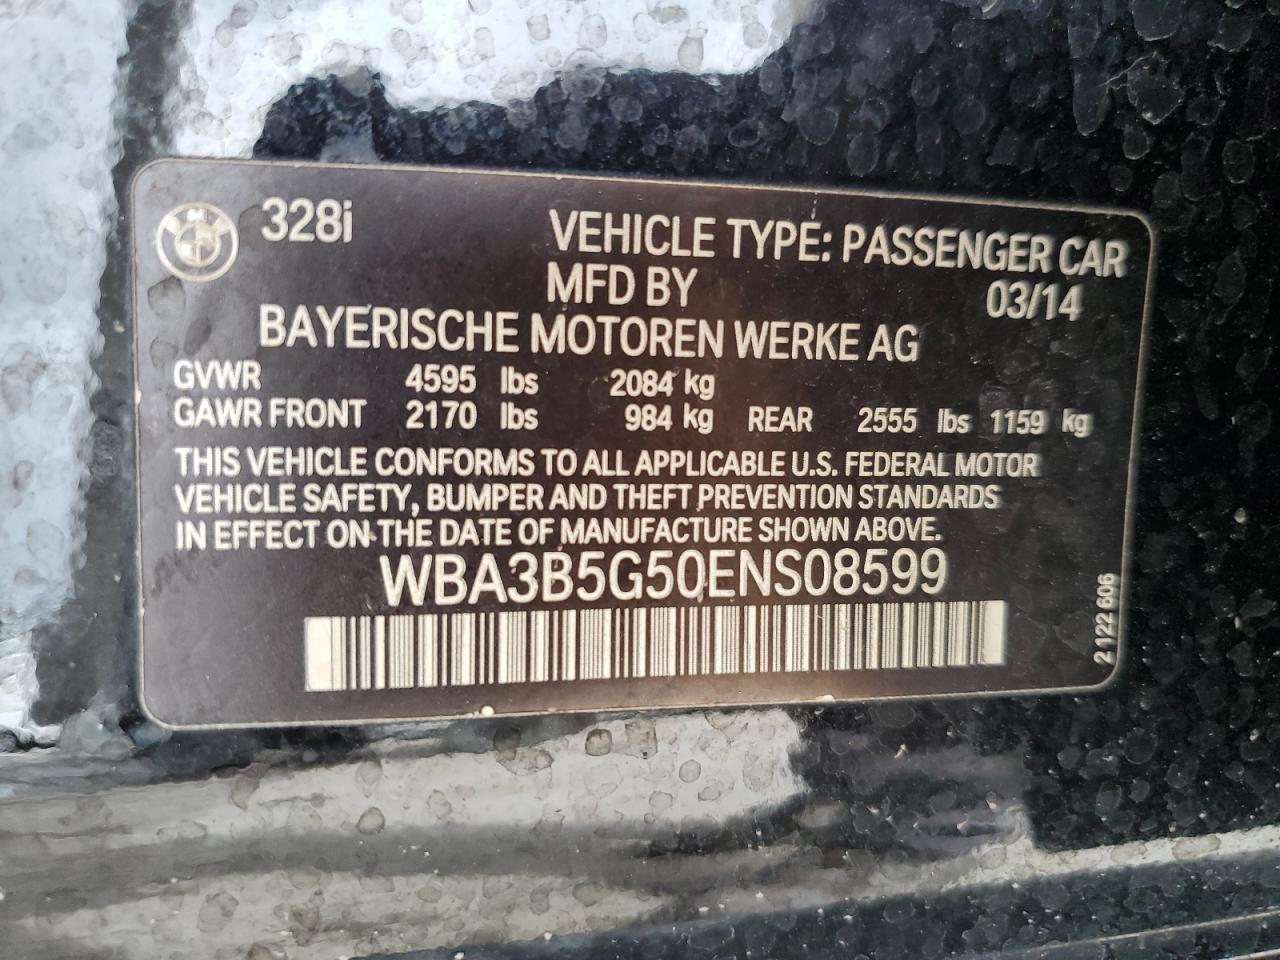 328i VEHICLE TYPE: PASSENGER CAR
MFD BY 03/14
BAYERISCHE MOTOREN WERKE AG
GVWR 4595 lbs 2084 kg
GAWR FRONT 2170 lbs 984 kg REAR 2555 lbs 1159 kg
THIS VEHICLE CONFORMS TO ALL APPLICABLE U.S. FEDERAL MOTOR
VEHICLE SAFETY, BUMPER AND THEFT PREVENTION STANDARDS
IN EFFECT ON THE DATE OF MANUFACTURE SHOWN ABOVE.
WBA3B5G50ENS08599
2 122 606